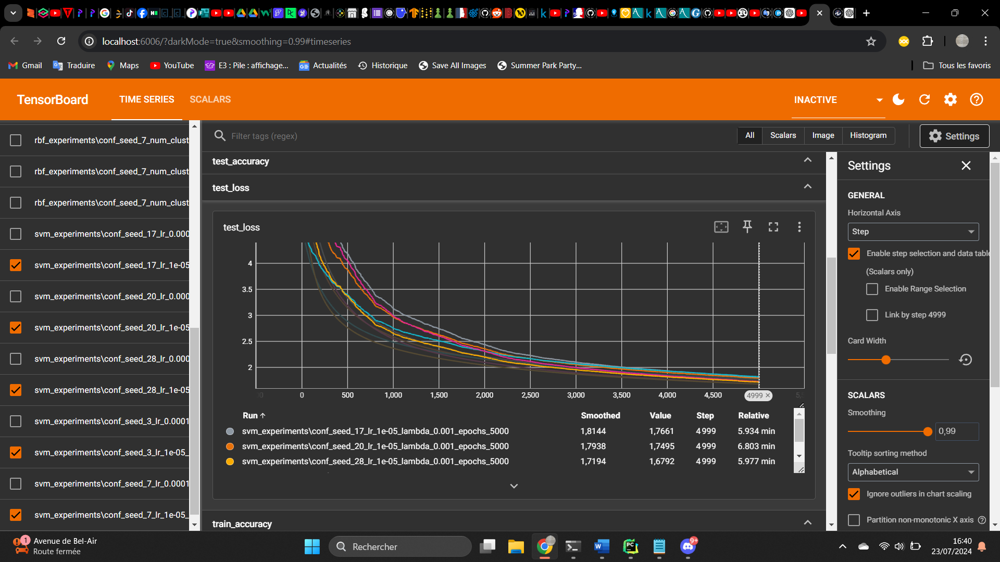 localhost:6006/?darkMode=true&smoothing=0.99#timeseries
Gmail Traduire Maps YouTube E3 : Pile : affichage... Actualités Historique Save All Images Summer Park Party... Tous les favoris
TensorBoard TIME SERIES SCALARS INACTIVE
rbf_experiments\conf_seed_7_num_clust
rbf_experiments\conf_seed_7_num_clust
rbf_experiments\conf_seed_7_num_clust
svm_experiments\conf_seed_17_lr_0.000
svm_experiments\conf_seed_17_lr_1e-05
svm_experiments\conf_seed_20_lr_0.000
svm_experiments\conf_seed_20_lr_1e-05
svm_experiments\conf_seed_28_lr_0.000
svm_experiments\conf_seed_28_lr_1e-05
svm_experiments\conf_seed_3_lr_0.0001
svm_experiments\conf_seed_3_lr_1e-05_
svm_experiments\conf_seed_7_lr_0.0001
svm_experiments\conf_seed_7_lr_1e-05_
Filter tags (regex) All Scalars Image Histogram Settings
test_accuracy
test_loss
test_loss
4
3.5
3
2.5
2
0 500 1,000 1,500 2,000 2,500 3,000 3,500 4,000 4,500 4999 ×
Run ↑ Smoothed Value Step Relative
svm_experiments\conf_seed_17_lr_1e-05_lambda_0.001_epochs_5000 1,8144 1,7661 4 999 5.934 min
svm_experiments\conf_seed_20_lr_1e-05_lambda_0.001_epochs_5000 1,7938 1,7495 4 999 6.803 min
svm_experiments\conf_seed_28_lr_1e-05_lambda_0.001_epochs_5000 1,7194 1,6792 4 999 5.977 min
train_accuracy
Settings
GENERAL
Horizontal Axis
Step
Enable step selection and data table
(Scalars only)
Enable Range Selection
Link by step 4999
Card Width
SCALARS
Smoothing
0,99
Tooltip sorting method
Alphabetical
Ignore outliers in chart scaling
Partition non-monotonic X axis
1
Avenue de Bel-Air
Route fermée
Rechercher
9+
16:40
23/07/2024